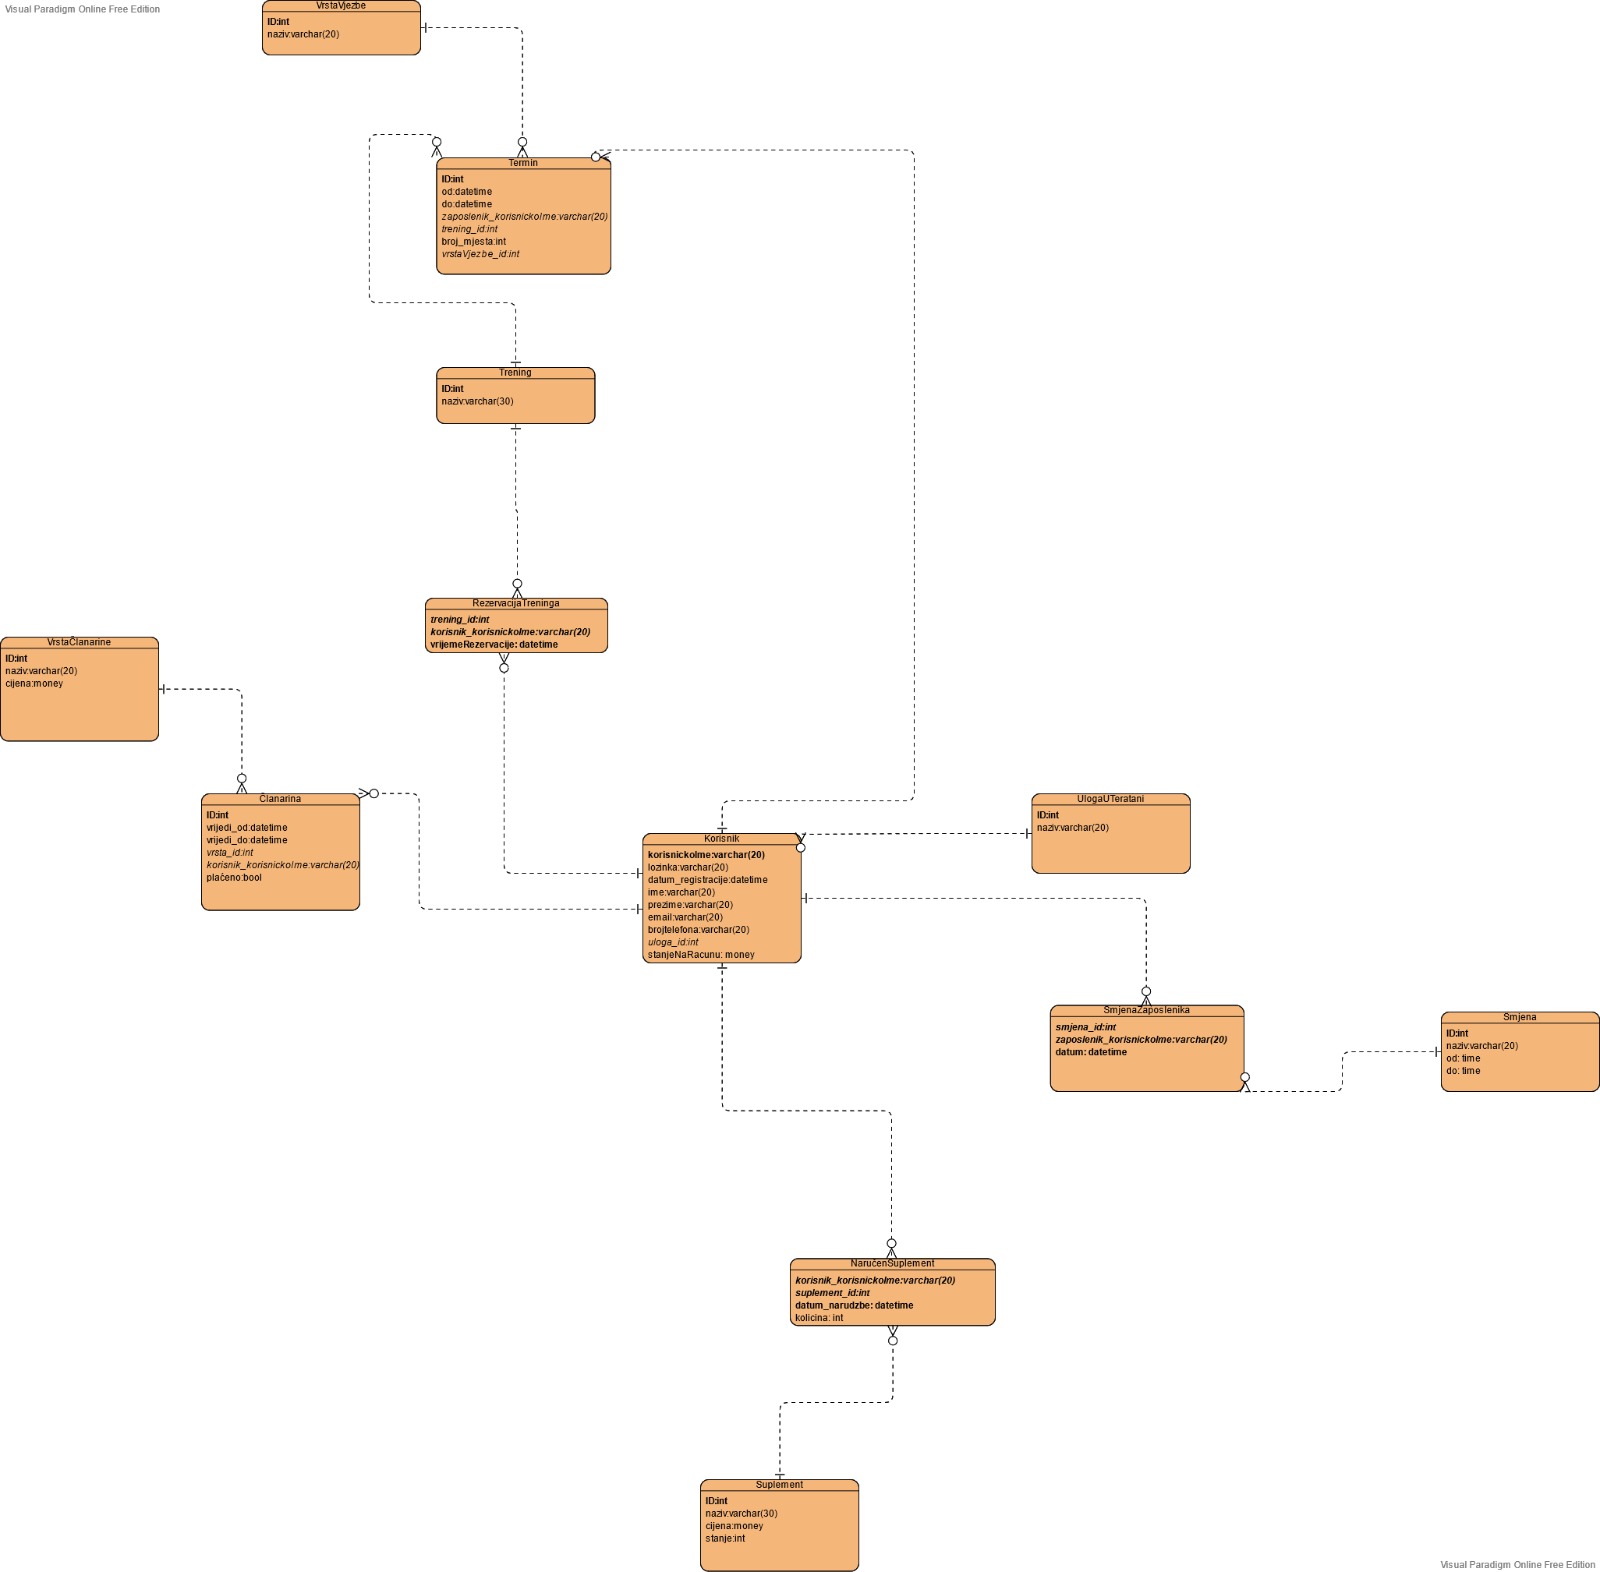 Visual Paradigm Online Free Edition
VrstaVjezbe
ID:int
naziv:varchar(20)
Termin
ID:int
od:datetime
do:datetime
zaposlenik_korisnickoIme:varchar(20)
trening_id:int
broj_mjesta:int
vrstaVjezbe_id:int
Trening
ID:int
naziv:varchar(30)
RezervacijaTreninga
trening_id:int
korisnik_korisnickoIme:varchar(20)
vrijemeRezervacije: datetime
VrstaČlanarine
ID:int
naziv:varchar(20)
cijena:money
Članarina
ID:int
vrijedi_od:datetime
vrijedi_do:datetime
vrsta_id:int
korisnik_korisnickoIme:varchar(20)
plaćeno:bool
UlogaUTeratani
ID:int
naziv:varchar(20)
Korisnik
korisnickoIme:varchar(20)
lozinka:varchar(20)
datum_registracije:datetime
ime:varchar(20)
prezime:varchar(20)
email:varchar(20)
brojtelefona:varchar(20)
uloga_id:int
stanjeNaRacunu: money
SmjenaZaposlenika
smjena_id:int
zaposlenik_korisnickoIme:varchar(20)
datum: datetime
Smjena
ID:int
naziv:varchar(20)
od: time
do: time
NaručenSuplement
korisnik_korisnickoIme:varchar(20)
suplement_id:int
datum_narudzbe: datetime
kolicina: int
Suplement
ID:int
naziv:varchar(30)
cijena:money
stanje:int
Visual Paradigm Online Free Edition